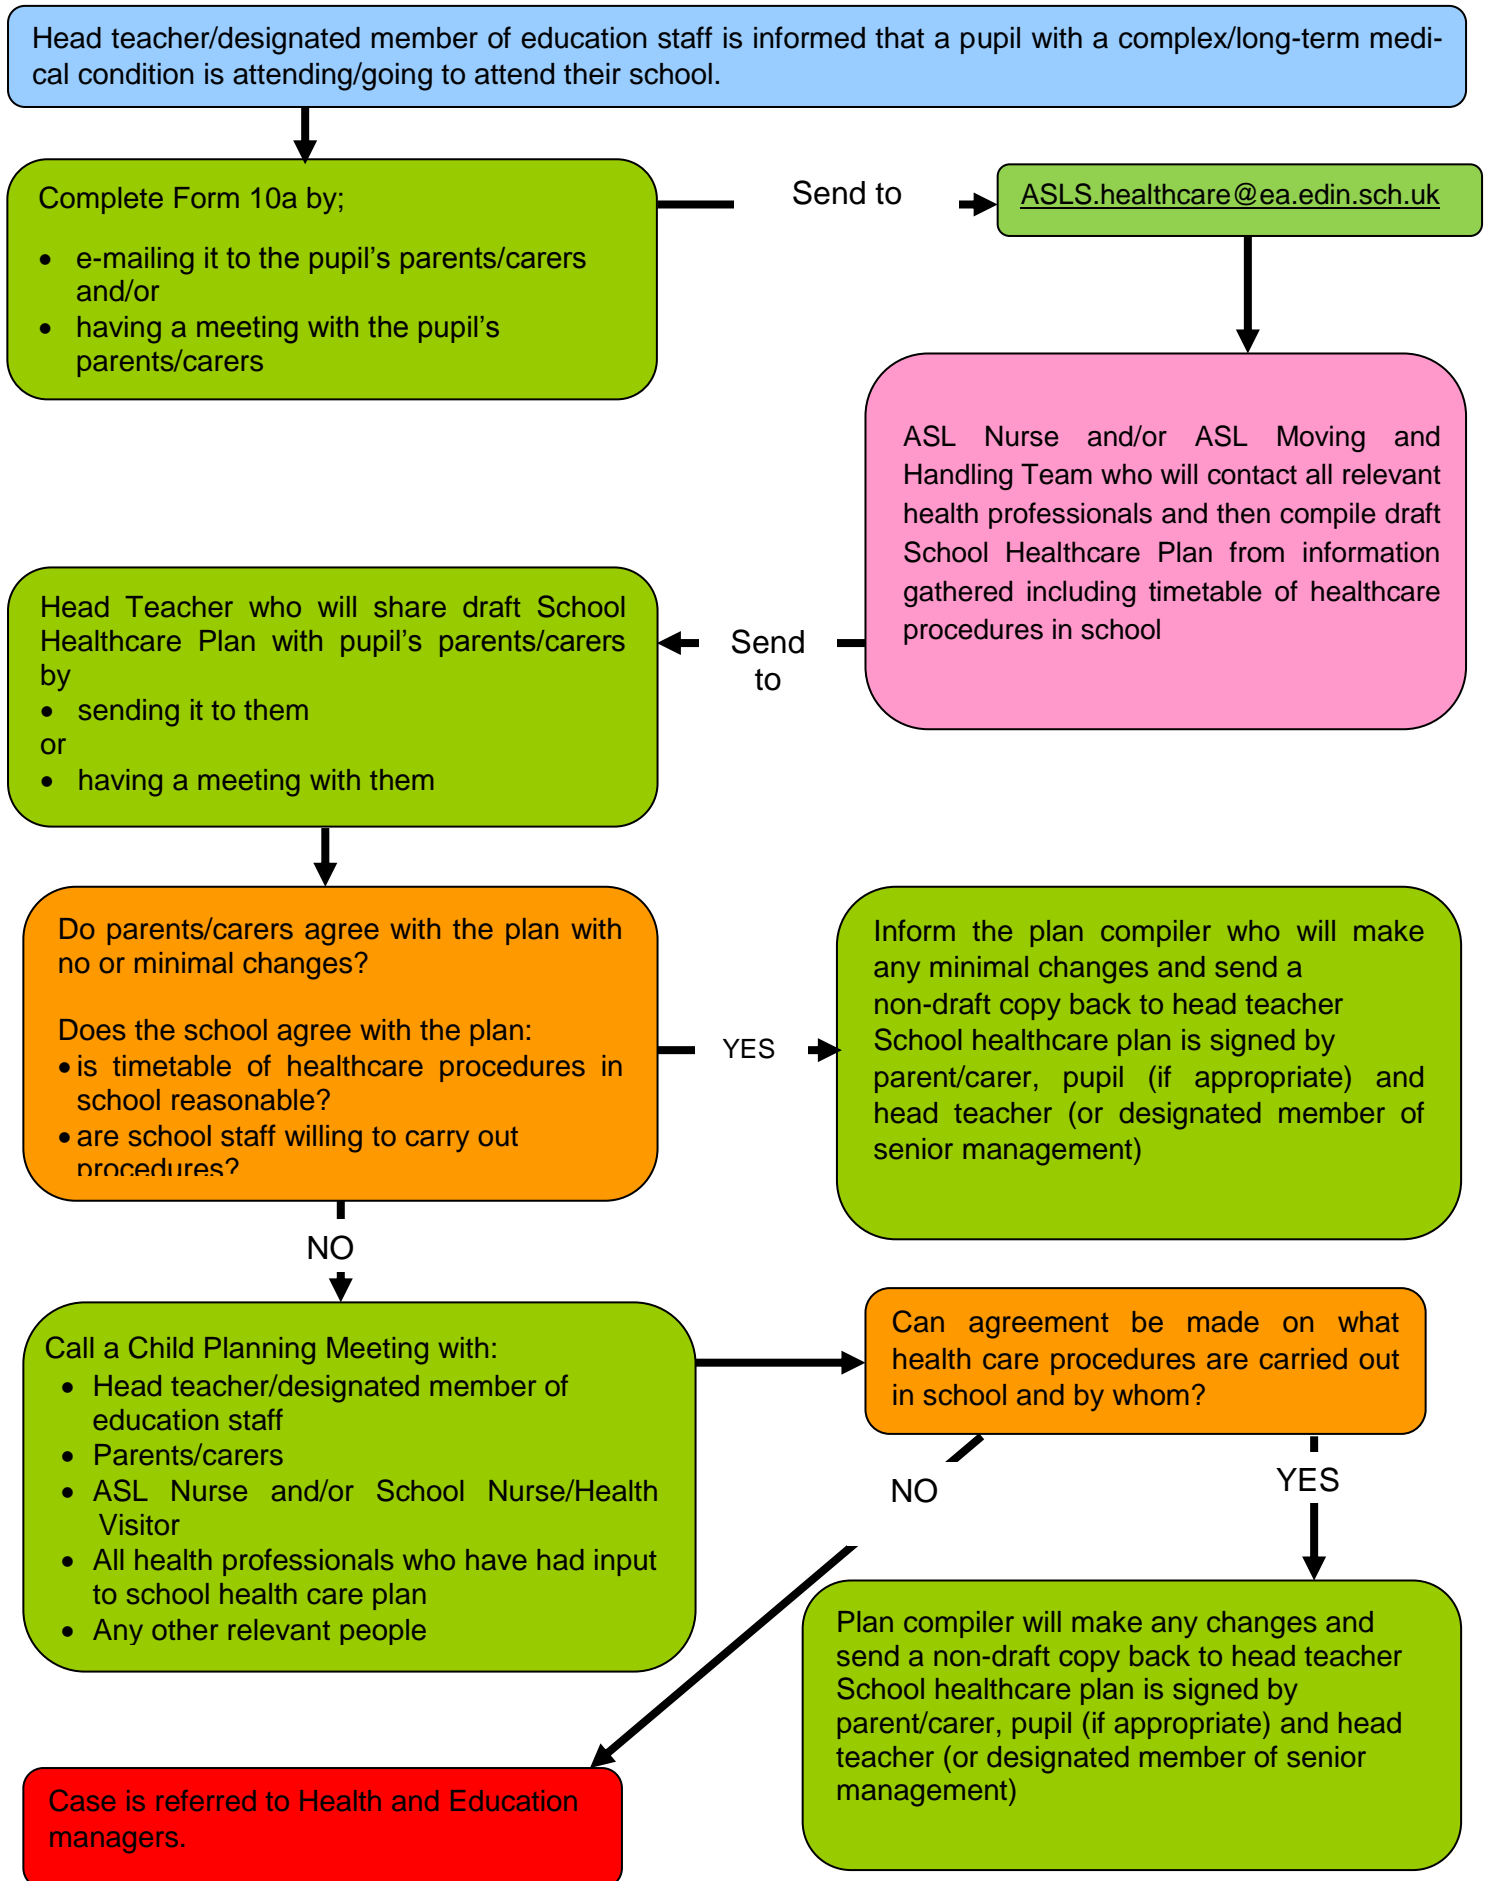 Head teacher/designated member of education staff is informed that a pupil with a complex/long-term medi-
cal condition is attending/going to attend their school.
Complete Form 10a by;
• e-mailing it to the pupil’s parents/carers
and/or
• having a meeting with the pupil’s
parents/carers
Send to
ASLS.healthcare@ea.edin.sch.uk
ASL Nurse and/or ASL Moving and
Handling Team who will contact all relevant
health professionals and then compile draft
School Healthcare Plan from information
gathered including timetable of healthcare
procedures in school
Send
to
Head Teacher who will share draft School
Healthcare Plan with pupil’s parents/carers
by
• sending it to them
or
• having a meeting with them
Do parents/carers agree with the plan with
no or minimal changes?
Does the school agree with the plan:
• is timetable of healthcare procedures in
school reasonable?
• are school staff willing to carry out
procedures?
YES
Inform the plan compiler who will make
any minimal changes and send a
non-draft copy back to head teacher
School healthcare plan is signed by
parent/carer, pupil (if appropriate) and
head teacher (or designated member of
senior management)
NO
Call a Child Planning Meeting with:
• Head teacher/designated member of
education staff
• Parents/carers
• ASL Nurse and/or School Nurse/Health
Visitor
• All health professionals who have had input
to school health care plan
• Any other relevant people
Can agreement be made on what
health care procedures are carried out
in school and by whom?
NO
YES
Plan compiler will make any changes and
send a non-draft copy back to head teacher
School healthcare plan is signed by
parent/carer, pupil (if appropriate) and head
teacher (or designated member of senior
management)
Case is referred to Health and Education
managers.